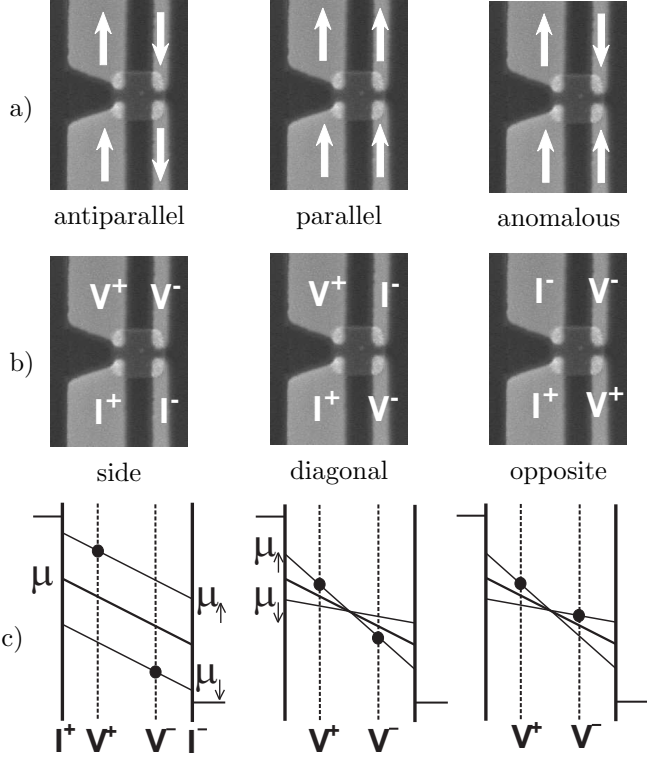 a)
antiparallel parallel anomalous
V⁺ V⁻ V⁺ I⁻ I⁻ V⁻
b)
I⁺ I⁻ I⁺ V⁻ I⁺ V⁺
side diagonal opposite
μ μ↑ μ↓ μ↑ μ↓
c)
I⁺ V⁺ V⁻ I⁻ V⁺ V⁻ V⁺ V⁻